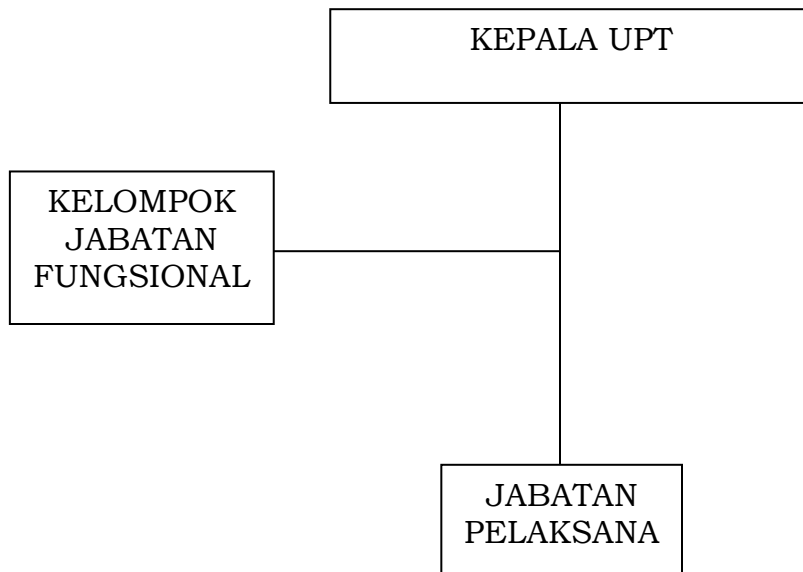 KEPALA UPT
KELOMPOK
JABATAN
FUNGSIONAL
JABATAN
PELAKSANA